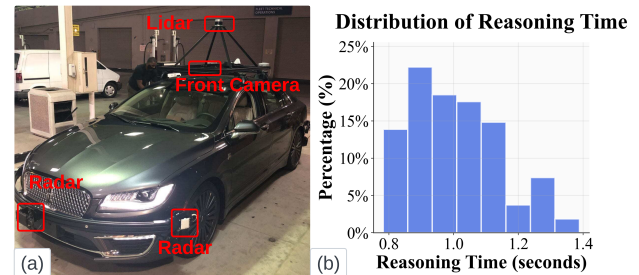 Lidar
Front Camera
Radar
Radar
(a)
Distribution of Reasoning Time
Percentage (%)
25%
20%
15%
10%
5%
0%
0.8 1.0 1.2 1.4
Reasoning Time (seconds)
(b)